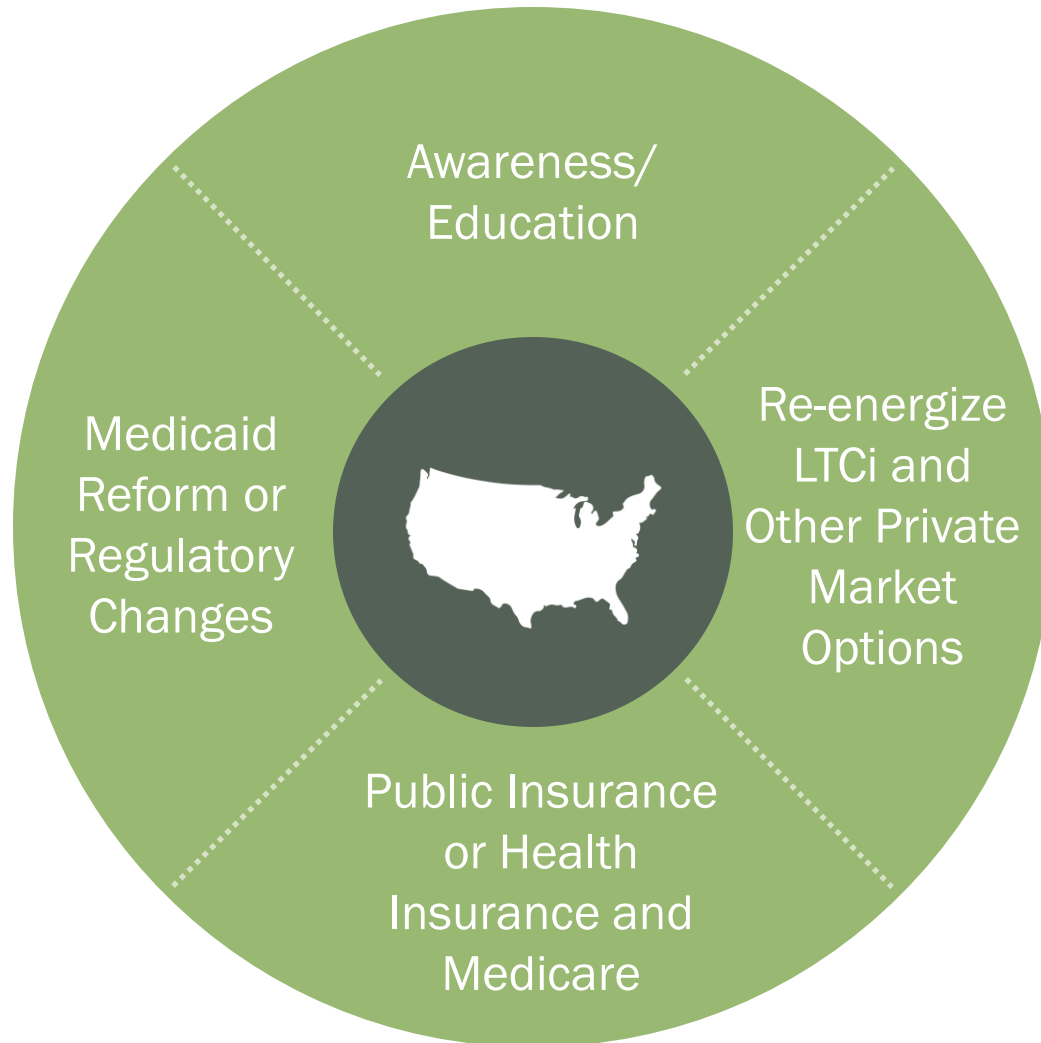 Awareness/
Education
Re-energize
LTCi and
Other Private
Market
Options
Public Insurance
or Health
Insurance and
Medicare
Medicaid
Reform or
Regulatory
Changes